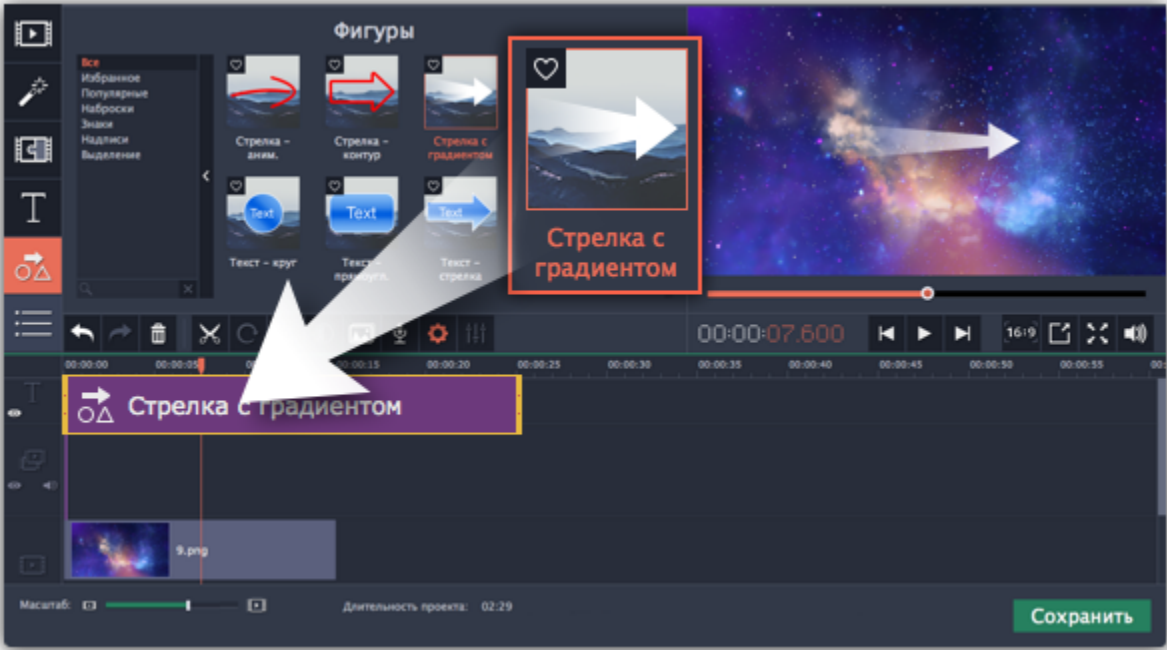 Фигуры
Все
Избранное
Популярные
Наброски
Знаки
Надписи
Выделение
Стрелка –
аним.
Стрелка –
контур
Стрелка с
градиентом
Text
Text
Text
Текст – круг
Текст –
прямоугл.
Текст –
стрелка
Стрелка с
градиентом
T
00:00:07.600
16:9
00:00:00
00:00:05
00:00:15
00:00:20
00:00:25
00:00:30
00:00:35
00:00:40
00:00:45
00:00:50
00:00:55
T
Стрелка с градиентом
9.png
Масштаб:
Длительность проекта: 02:29
Сохранить